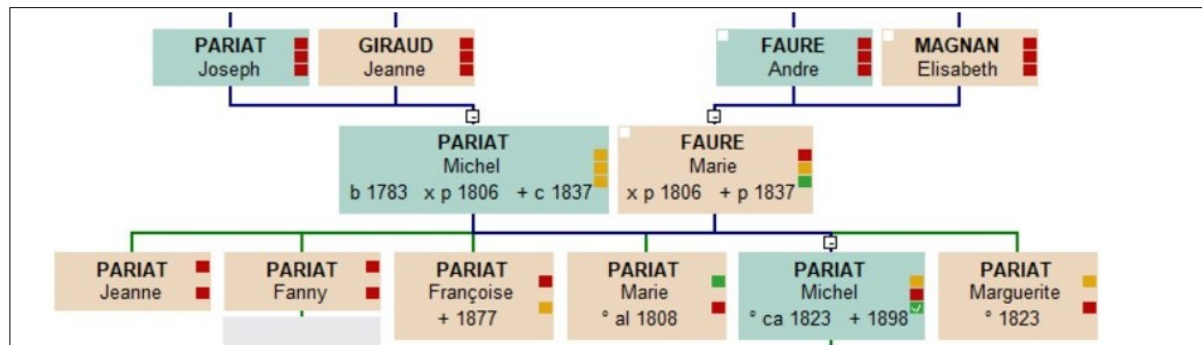 PARIAT
Joseph
GIRAUD
Jeanne
FAURE
Andre
MAGNAN
Elisabeth
PARIAT
Michel
b 1783 x p 1806 + c 1837
FAURE
Marie
x p 1806 + p 1837
PARIAT
Jeanne
PARIAT
Fanny
PARIAT
Françoise
+ 1877
PARIAT
Marie
° al 1808
PARIAT
Michel
° ca 1823 + 1898
PARIAT
Marguerite
° 1823